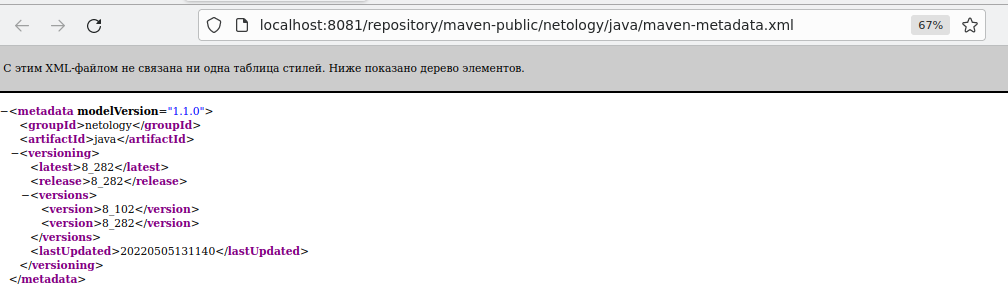 localhost:8081/repository/maven-public/netology/java/maven-metadata.xml 67%
С этим XML-файлом не связана ни одна таблица стилей. Ниже показано дерево элементов.
−<metadata modelVersion="1.1.0">
<groupId>netology</groupId>
<artifactId>java</artifactId>
−<versioning>
<latest>8_282</latest>
<release>8_282</release>
−<versions>
<version>8_102</version>
<version>8_282</version>
</versions>
<lastUpdated>20220505131140</lastUpdated>
</versioning>
</metadata>